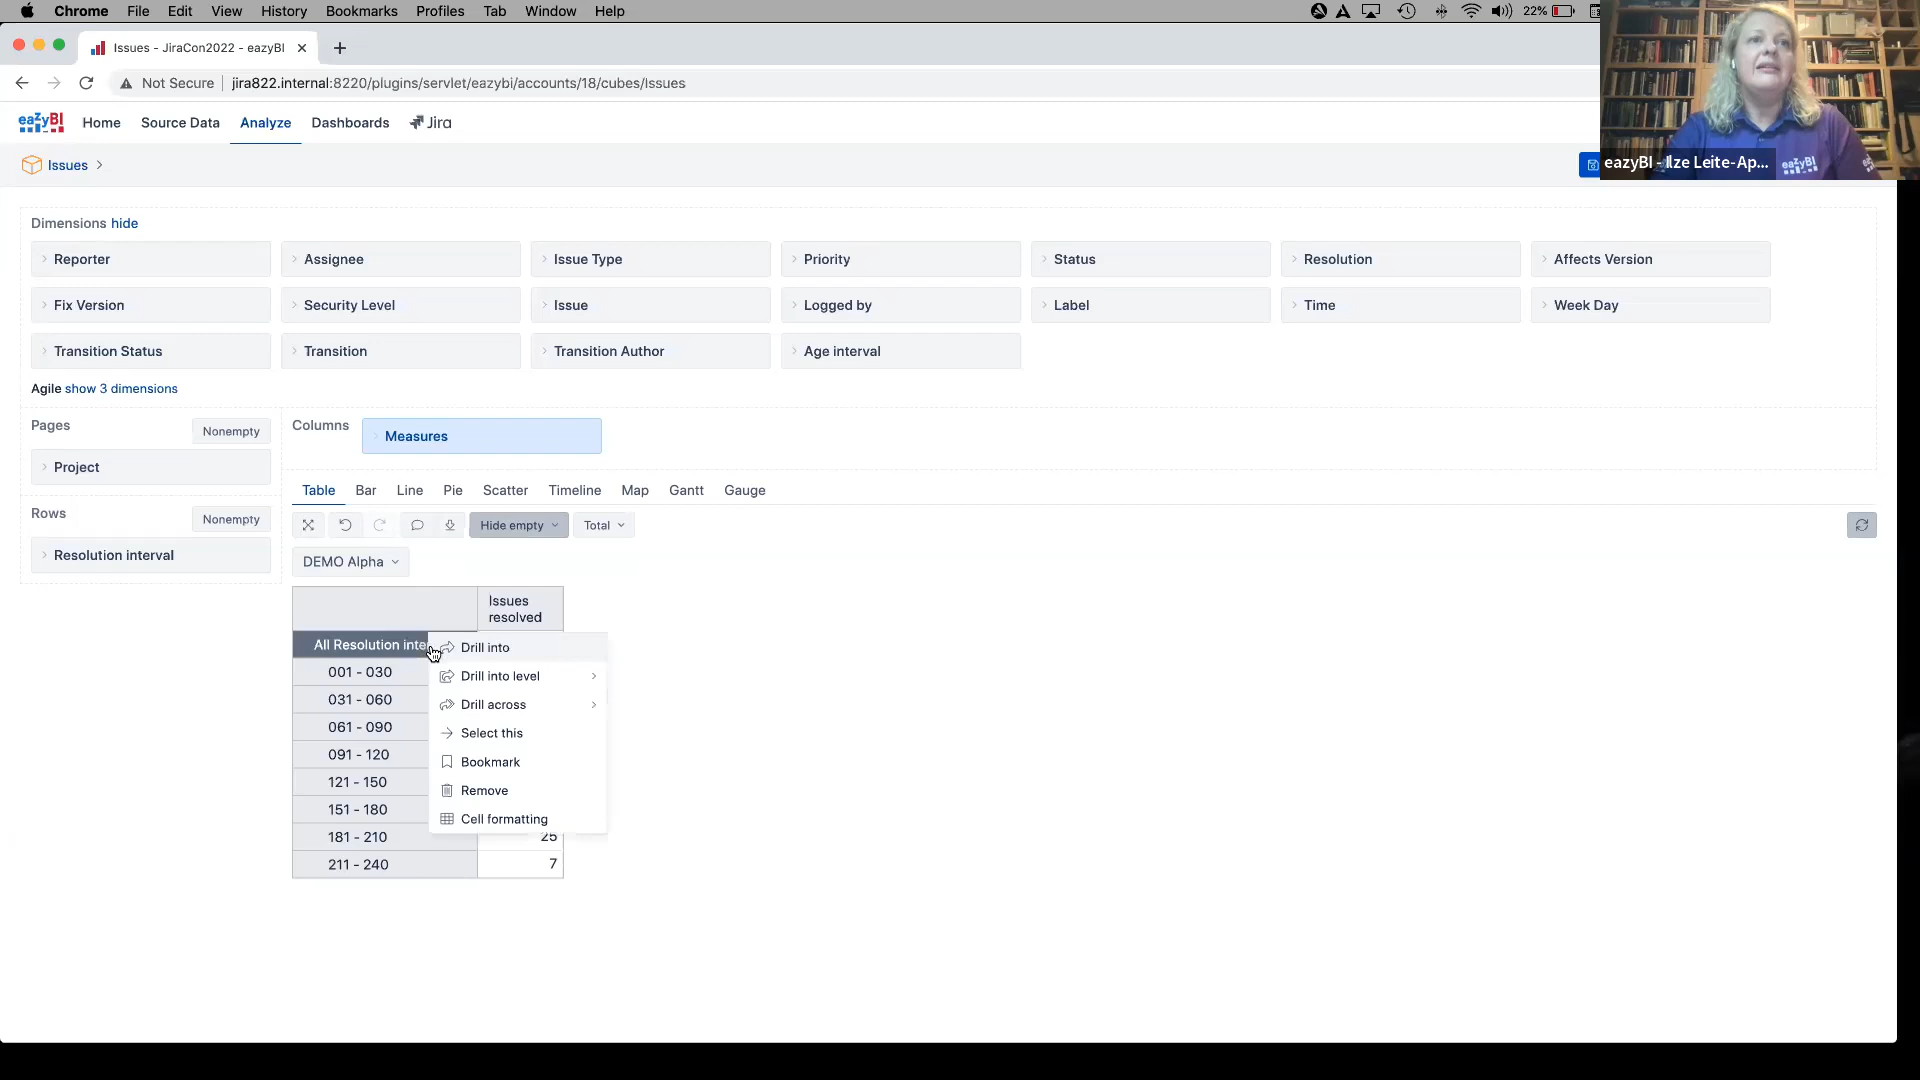 Chrome File Edit View History Bookmarks Profiles Tab Window Help
22%
Issues - JiraCon2022 - eazyBI
Not Secure jira822.internal:8220/plugins/servlet/eazybi/accounts/18/cubes/Issues
eazyBI Home Source Data Analyze Dashboards Jira
Issues
eazyBI - Ilze Leite-Ap...
eazyBI
Dimensions hide
Reporter Assignee Issue Type Priority Status Resolution Affects Version
Fix Version Security Level Issue Logged by Label Time Week Day
Transition Status Transition Transition Author Age interval
Agile show 3 dimensions
Pages Nonempty
Project
Columns Measures
Rows Nonempty
Resolution interval
Table Bar Line Pie Scatter Timeline Map Gantt Gauge
Hide empty Total
DEMO Alpha
Issues
resolved
All Resolution inte
001 - 030
031 - 060
061 - 090
091 - 120
121 - 150
151 - 180
181 - 210 25
211 - 240 7
Drill into
Drill into level
Drill across
Select this
Bookmark
Remove
Cell formatting